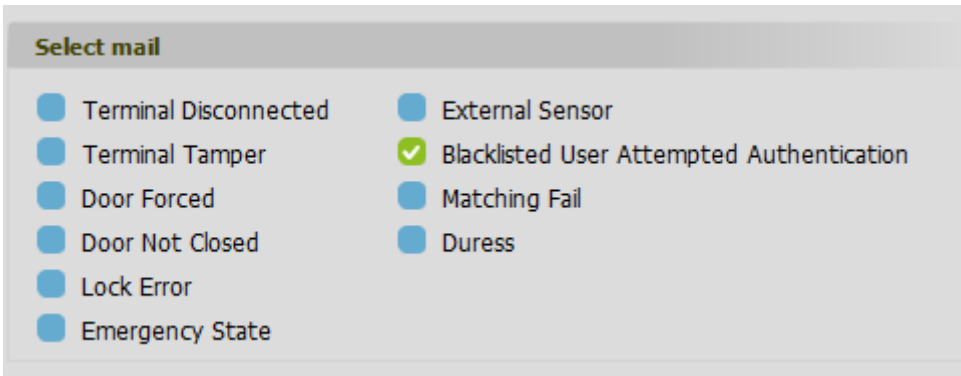 Select mail
Terminal Disconnected
Terminal Tamper
Door Forced
Door Not Closed
Lock Error
Emergency State
External Sensor
Blacklisted User Attempted Authentication
Matching Fail
Duress